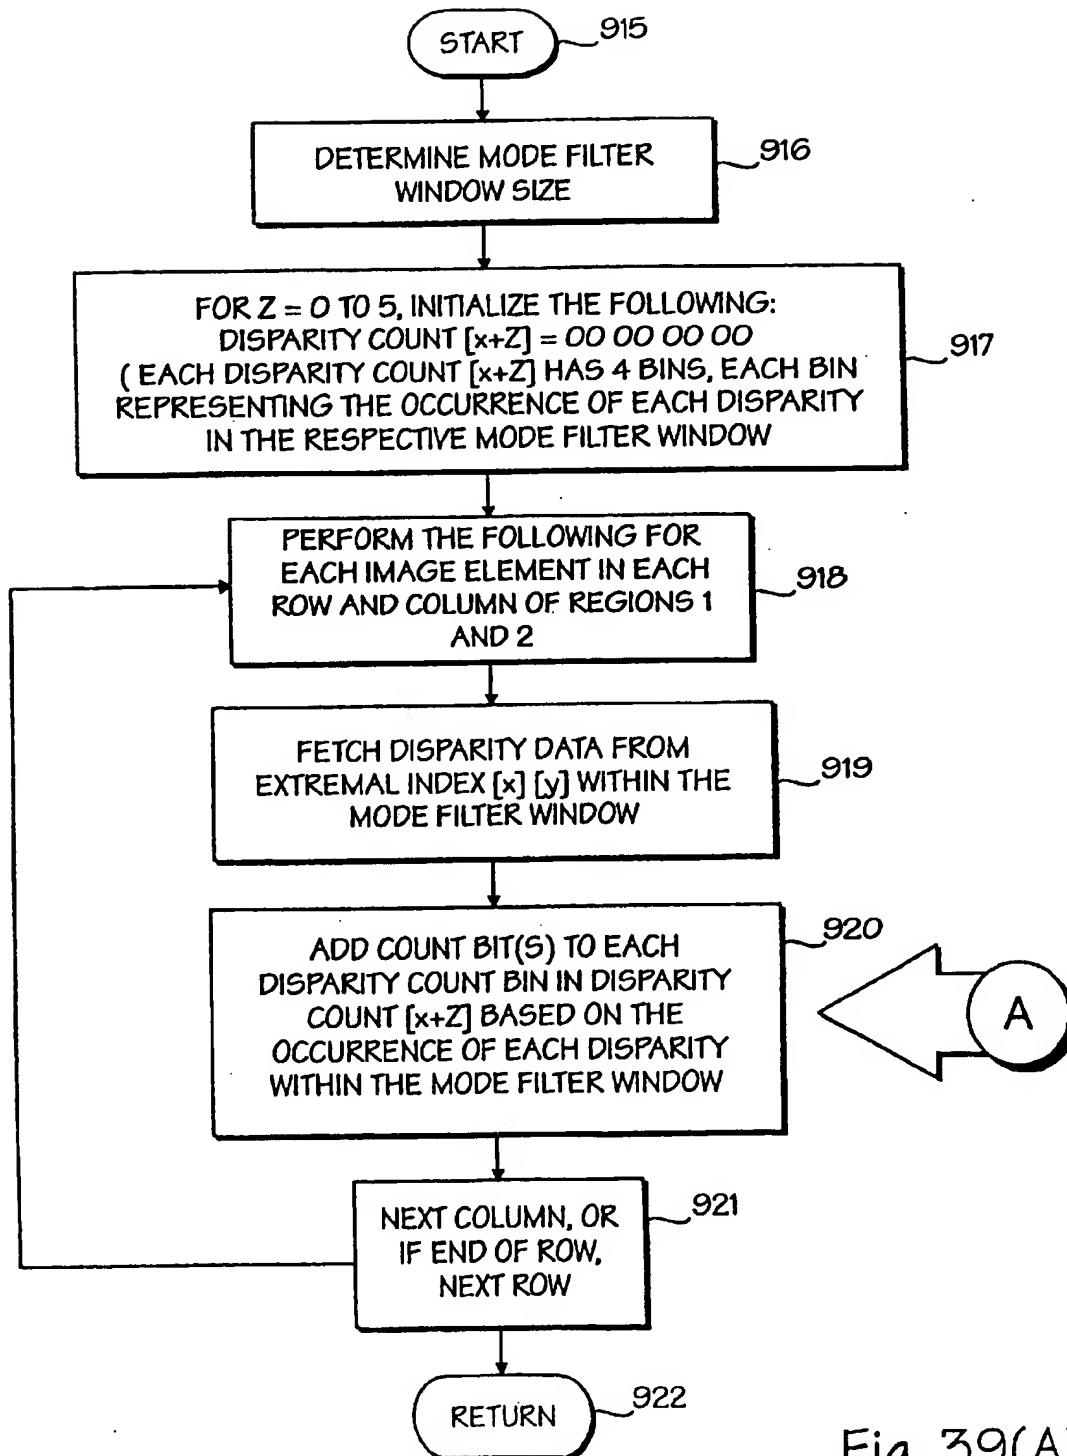 START
915
DETERMINE MODE FILTER
WINDOW SIZE
916
FOR Z = 0 TO 5, INITIALIZE THE FOLLOWING:
DISPARITY COUNT [x+Z] = 00 00 00 00
( EACH DISPARITY COUNT [x+Z] HAS 4 BINS, EACH BIN
REPRESENTING THE OCCURRENCE OF EACH DISPARITY
IN THE RESPECTIVE MODE FILTER WINDOW
917
PERFORM THE FOLLOWING FOR
EACH IMAGE ELEMENT IN EACH
ROW AND COLUMN OF REGIONS 1
AND 2
918
FETCH DISPARITY DATA FROM
EXTREMAL INDEX [x] [y] WITHIN THE
MODE FILTER WINDOW
919
ADD COUNT BIT(S) TO EACH
DISPARITY COUNT BIN IN DISPARITY
COUNT [x+Z] BASED ON THE
OCCURRENCE OF EACH DISPARITY
WITHIN THE MODE FILTER WINDOW
920
A
NEXT COLUMN, OR
IF END OF ROW,
NEXT ROW
921
RETURN
922
Fig. 39(A)